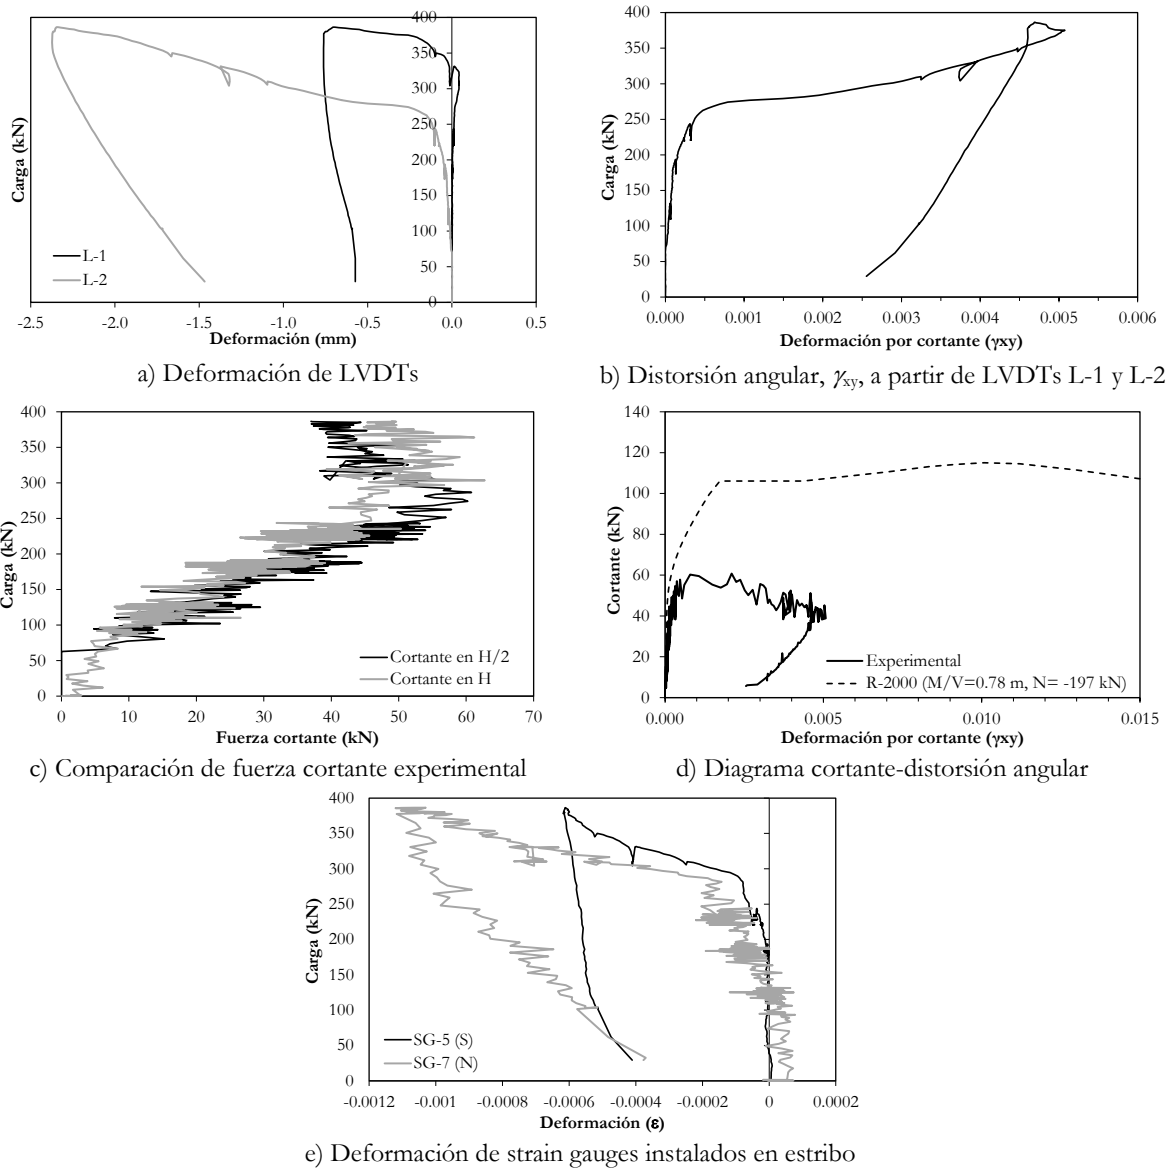 400
350
300
250
200
150
100
50
0
Carga (kN)
L-1
L-2
-2.5 -2.0 -1.5 -1.0 -0.5 0.0 0.5
Deformación (mm)
a) Deformación de LVDTs
400
350
300
250
200
150
100
50
0
Carga (kN)
0.000 0.001 0.002 0.003 0.004 0.005 0.006
Deformación por cortante (γxy)
b) Distorsión angular, γxy, a partir de LVDTs L-1 y L-2
400
350
300
250
200
150
100
50
0
Carga (kN)
Cortante en H/2
Cortante en H
0 10 20 30 40 50 60 70
Fuerza cortante (kN)
c) Comparación de fuerza cortante experimental
140
120
100
80
60
40
20
0
Cortante (kN)
Experimental
R-2000 (M/V=0.78 m, N= -197 kN)
0.000 0.005 0.010 0.015
Deformación por cortante (γxy)
d) Diagrama cortante-distorsión angular
400
350
300
250
200
150
100
50
0
Carga (kN)
SG-5 (S)
SG-7 (N)
-0.0012 -0.001 -0.0008 -0.0006 -0.0004 -0.0002 0 0.0002
Deformación (ε)
e) Deformación de strain gauges instalados en estribo